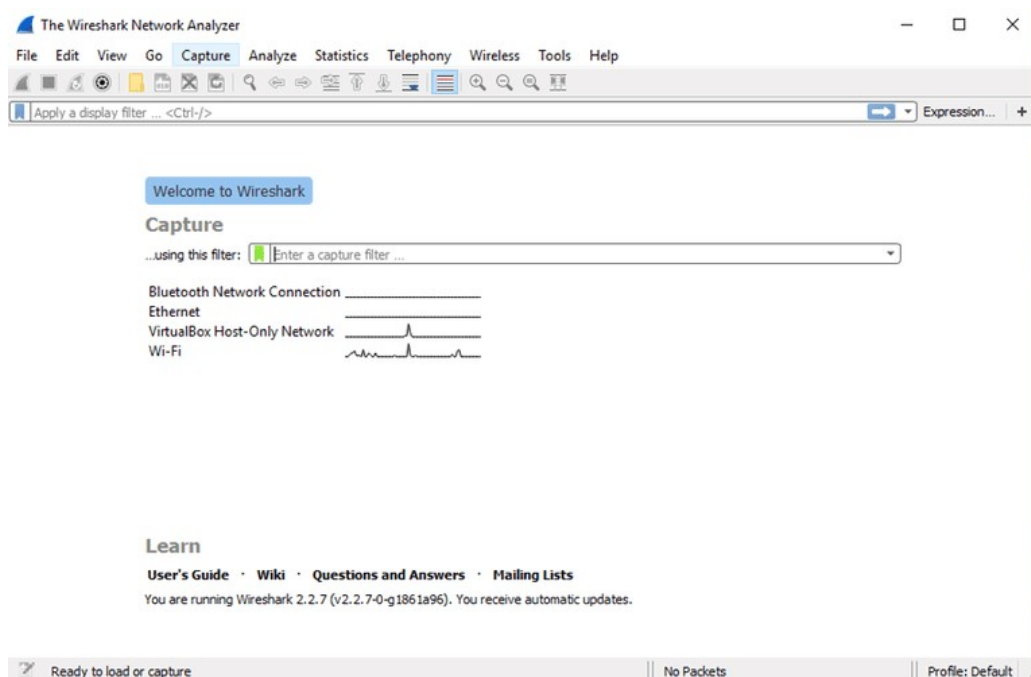 The Wireshark Network Analyzer
File Edit View Go Capture Analyze Statistics Telephony Wireless Tools Help
Apply a display filter ... <Ctrl-/> Expression... +
Welcome to Wireshark
Capture
...using this filter: Enter a capture filter ...
Bluetooth Network Connection
Ethernet
VirtualBox Host-Only Network
Wi-Fi
Learn
User's Guide · Wiki · Questions and Answers · Mailing Lists
You are running Wireshark 2.2.7 (v2.2.7-0-g1861a96). You receive automatic updates.
Ready to load or capture No Packets Profile: Default